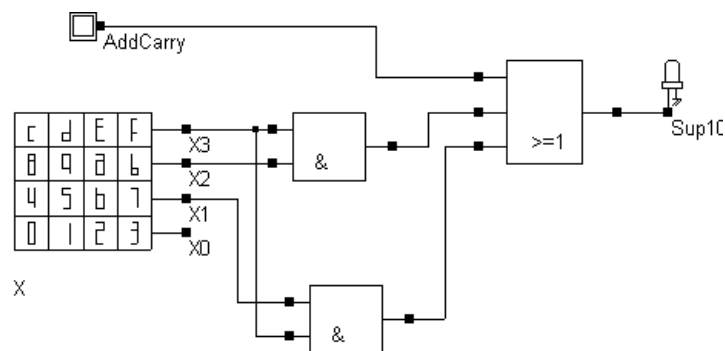 AddCarry
Sup10
c d E F
8 9 a b
4 5 6 7
0 1 2 3
X3
X2
X1
X0
&
>=1
X
&